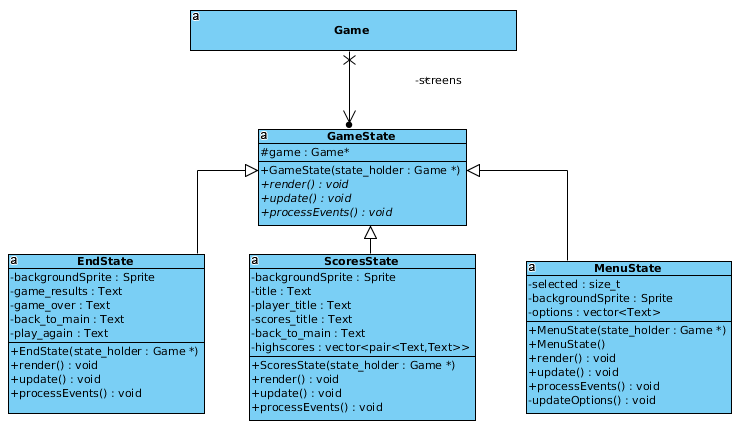 a
Game
-screens
a
GameState
#game : Game*
+GameState(state_holder : Game *)
+render() : void
+update() : void
+processEvents() : void
a
EndState
-backgroundSprite : Sprite
-game_results : Text
-game_over : Text
-back_to_main : Text
-play_again : Text
+EndState(state_holder : Game *)
+render() : void
+update() : void
+processEvents() : void
a
ScoresState
-backgroundSprite : Sprite
-title : Text
-player_title : Text
-scores_title : Text
-back_to_main : Text
-highscores : vector<pair<Text,Text>>
+ScoresState(state_holder : Game *)
+render() : void
+update() : void
+processEvents() : void
a
MenuState
-selected : size_t
-backgroundSprite : Sprite
-options : vector<Text>
+MenuState(state_holder : Game *)
+MenuState()
+render() : void
+update() : void
+processEvents() : void
-updateOptions() : void